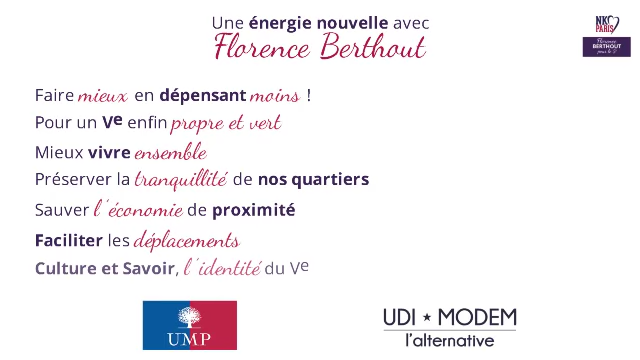 Une énergie nouvelle avec
Florence Berthout
NK PARIS
Florence
BERTHOUT
pour le 5
Faire mieux en dépensant moins !
Pour un Ve enfin propre et vert
Mieux vivre ensemble
Préserver la tranquillité de nos quartiers
Sauver l'économie de proximité
Faciliter les déplacements
Culture et Savoir, l'identité du Ve
UMP
UDI ★ MODEM
l'alternative